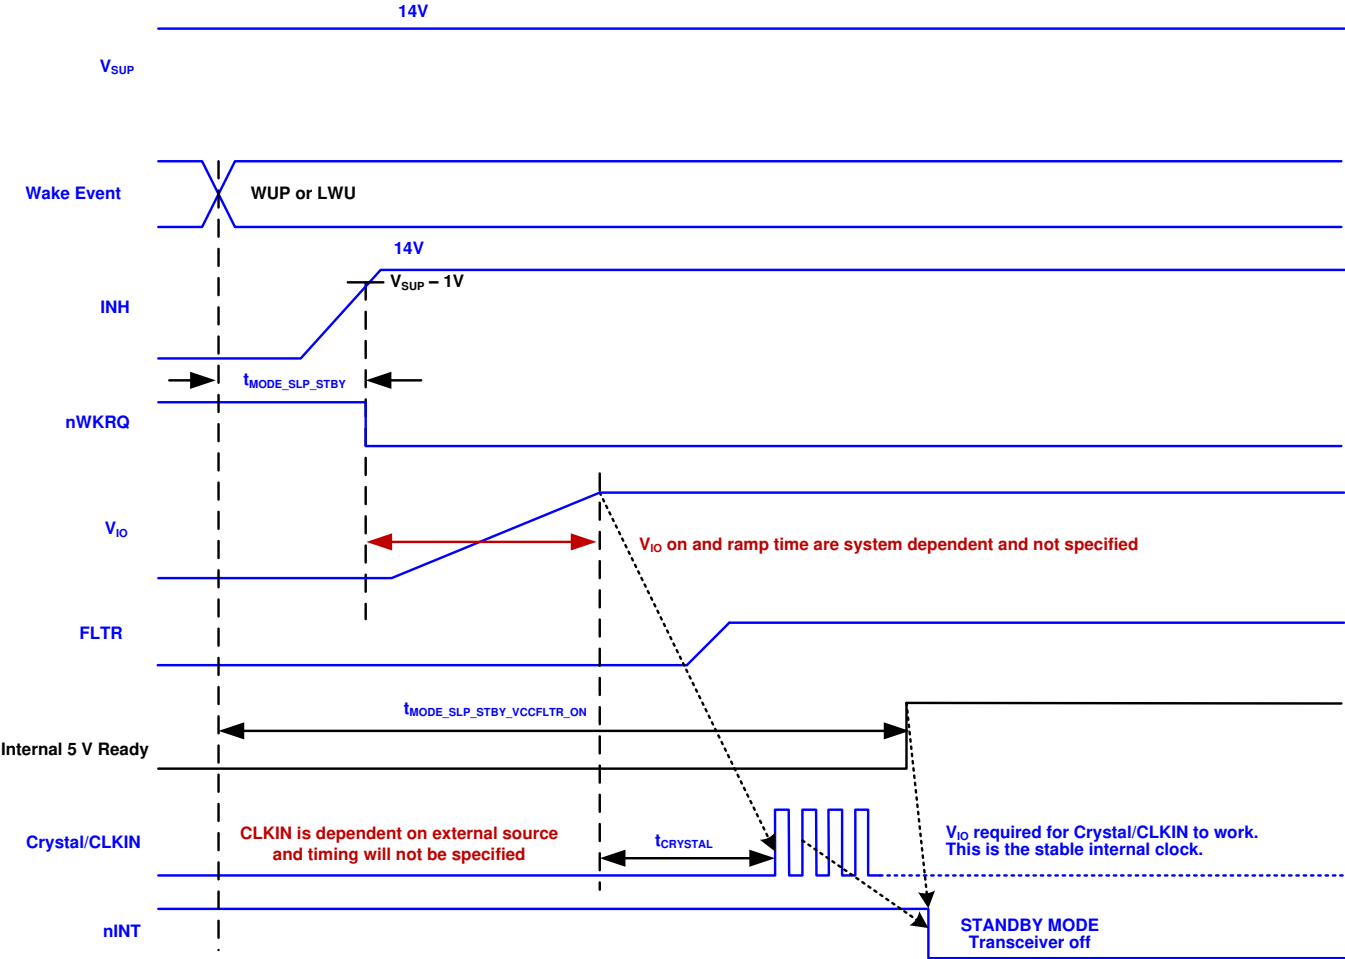 14V
VSUP
Wake Event
WUP or LWU
14V
VSUP – 1V
INH
tMODE_SLP_STBY
nWKRQ
VIO
VIO on and ramp time are system dependent and not specified
FLTR
tMODE_SLP_STBY_VCCFLTR_ON
Internal 5 V Ready
Crystal/CLKIN
CLKIN is dependent on external source
and timing will not be specified
tCRYSTAL
VIO required for Crystal/CLKIN to work.
This is the stable internal clock.
nINT
STANDBY MODE
Transceiver off